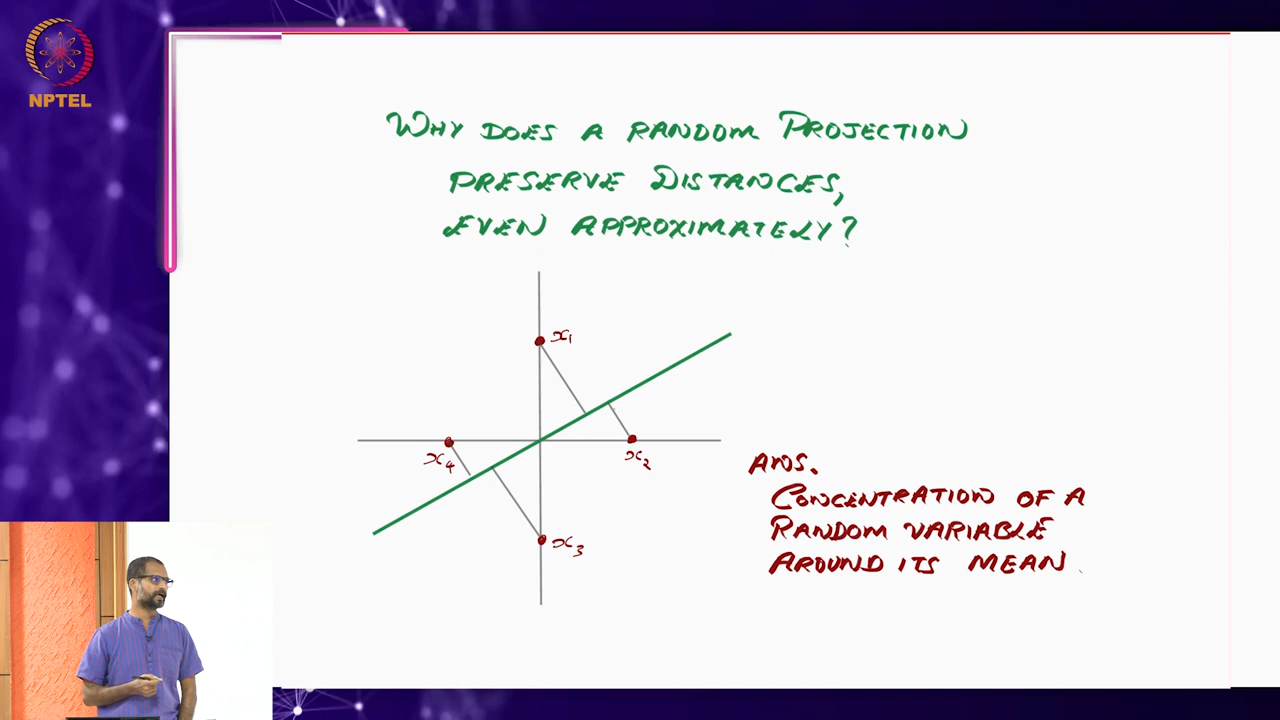 NPTEL
WHY DOES A RANDOM PROJECTION
PRESERVE DISTANCES,
EVEN APPROXIMATELY?
x1
x2
x4
x3
ANS.
CONCENTRATION OF A
RANDOM VARIABLE
AROUND ITS MEAN.